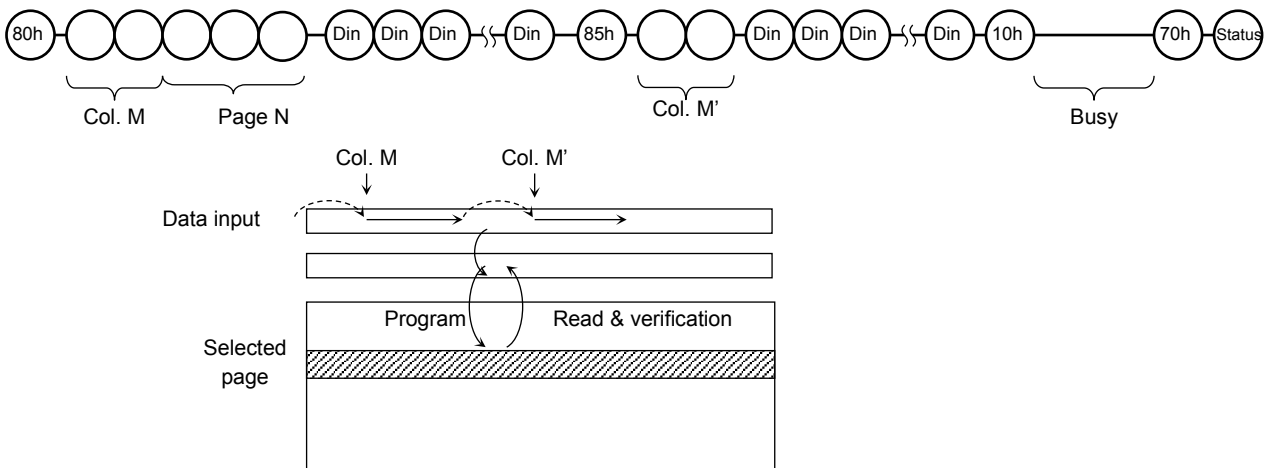 80h Din Din Din Din 85h Din Din Din Din 10h 70h Status
Col. M Page N Col. M’ Busy
Col. M Col. M’
Data input
Program Read & verification
Selected
page